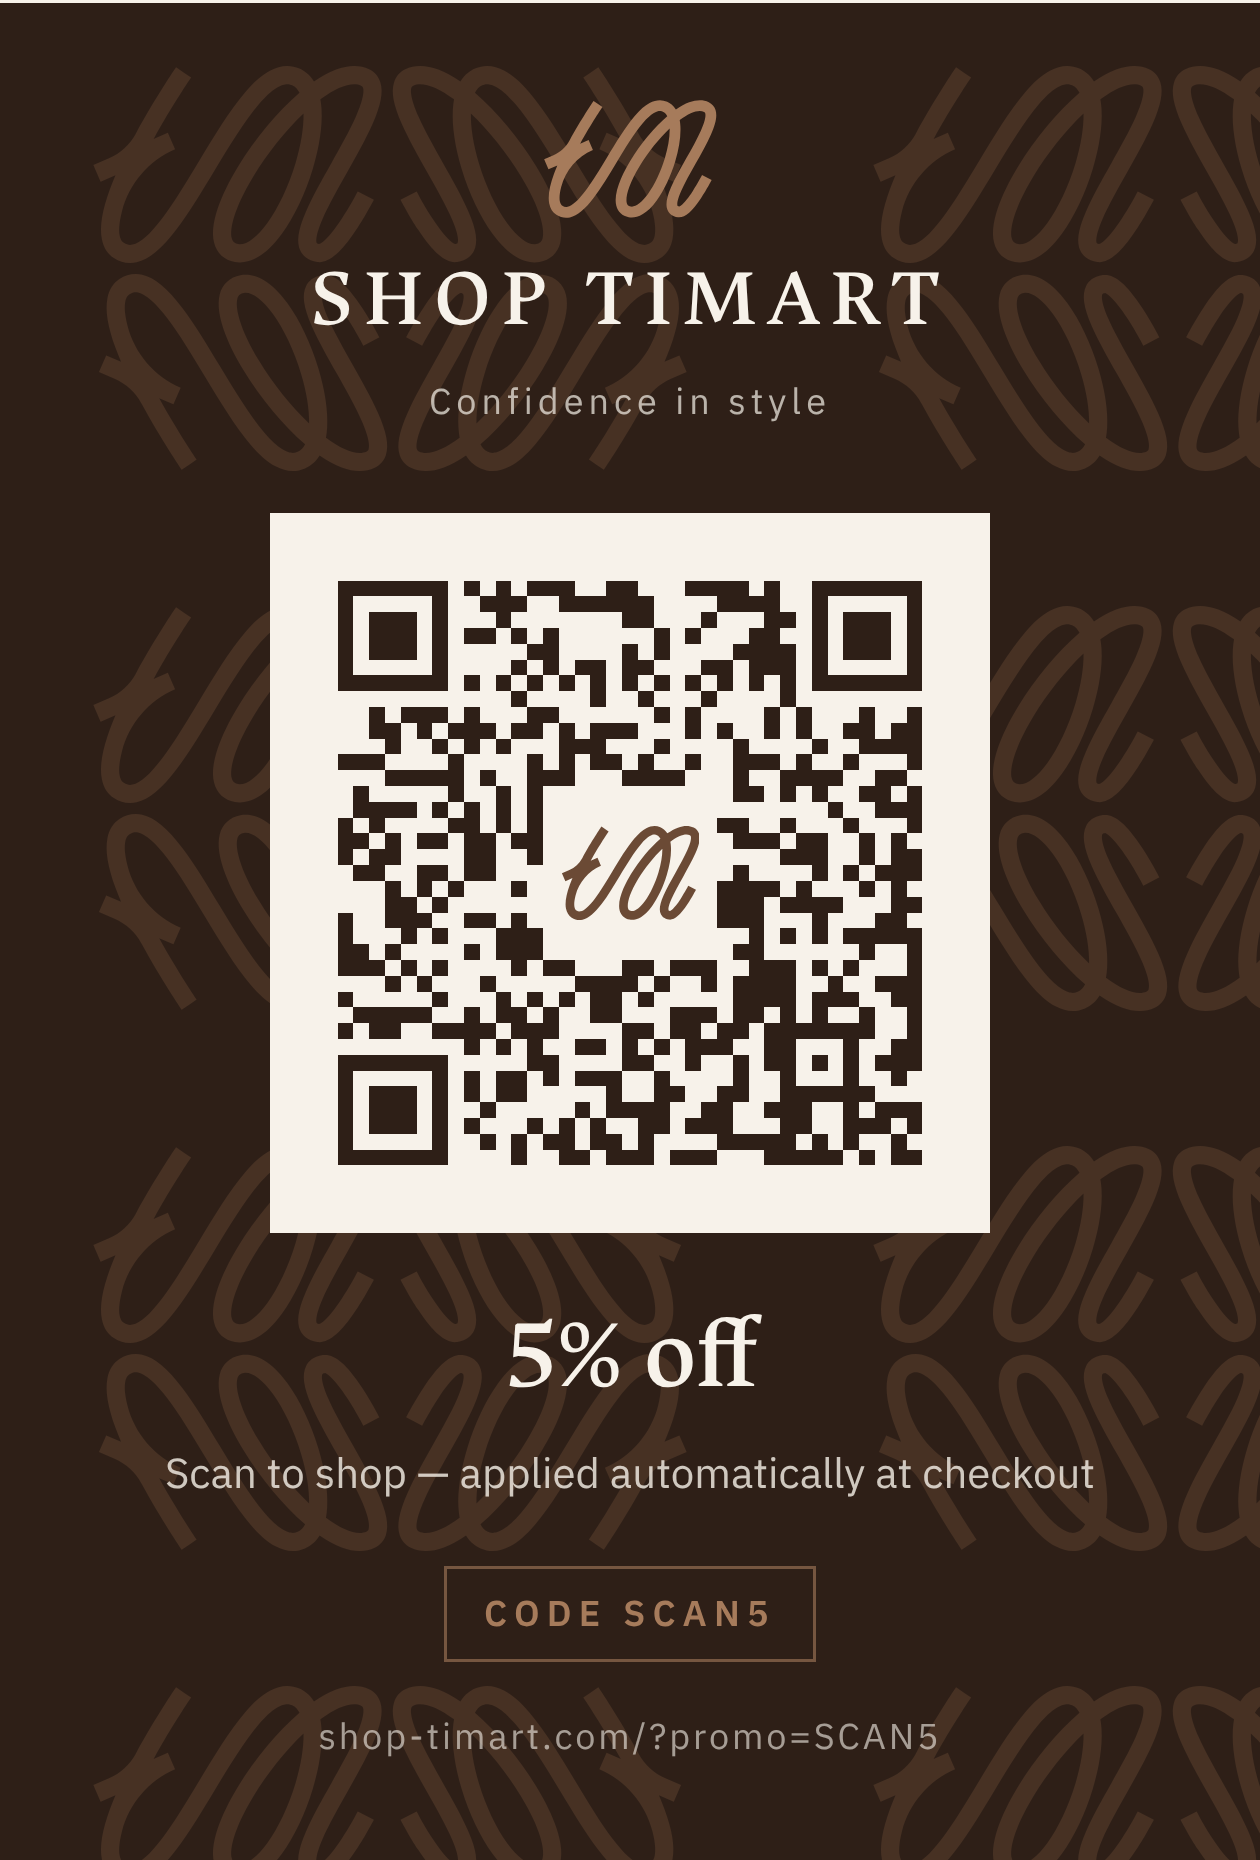 SHOP TIMART
Confidence in style
5% off
Scan to shop — applied automatically at checkout
CODE SCAN5
shop-timart.com/?promo=SCAN5